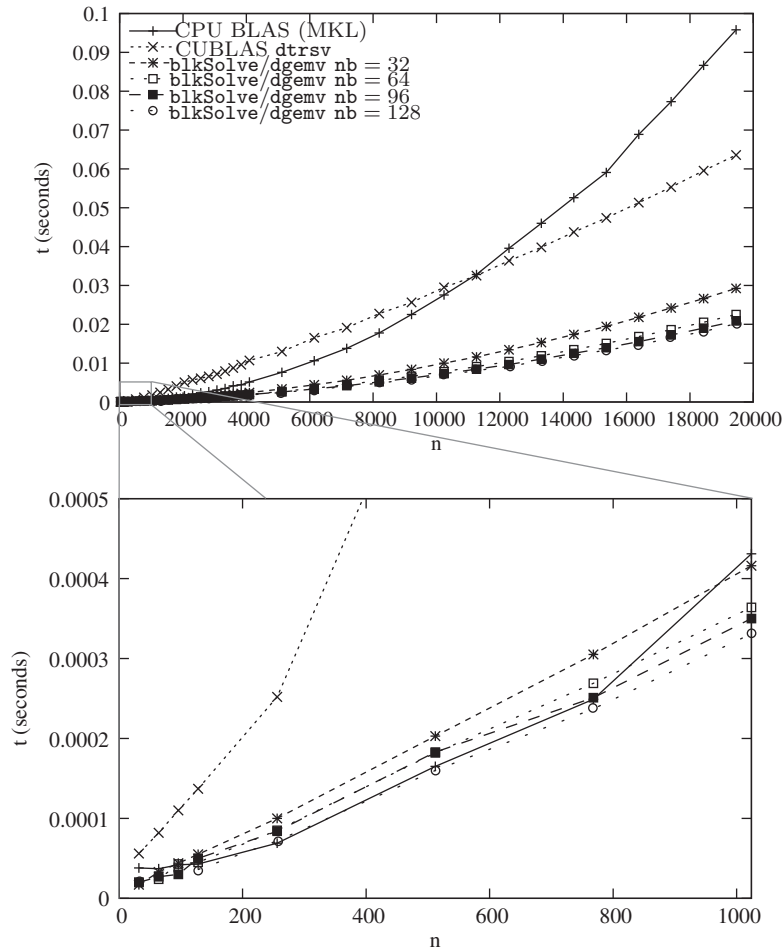 0.1
CPU BLAS (MKL)
CUBLAS dtrsv
0.09
blkSolve/dgemv nb = 32
blkSolve/dgemv nb = 64
0.08
blkSolve/dgemv nb = 96
blkSolve/dgemv nb = 128
0.07
0.06
t (seconds)
0.05
0.04
0.03
0.02
0.01
0
0 2000 4000 6000 8000 10000 12000 14000 16000 18000 20000
n
0.0005
0.0004
0.0003
t (seconds)
0.0002
0.0001
0
0 200 400 600 800 1000
n